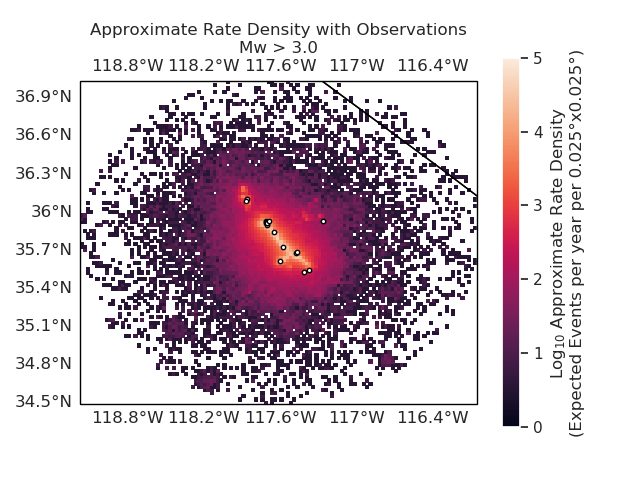 Approximate Rate Density with Observations
Mw > 3.0
118.8°W 118.2°W 117.6°W 117°W 116.4°W
36.9°N
36.6°N
36.3°N
36°N
35.7°N
35.4°N
35.1°N
34.8°N
34.5°N
118.8°W 118.2°W 117.6°W 117°W 116.4°W
5
4
3
2
1
0
Log₁₀ Approximate Rate Density
(Expected Events per year per 0.025°x0.025°)